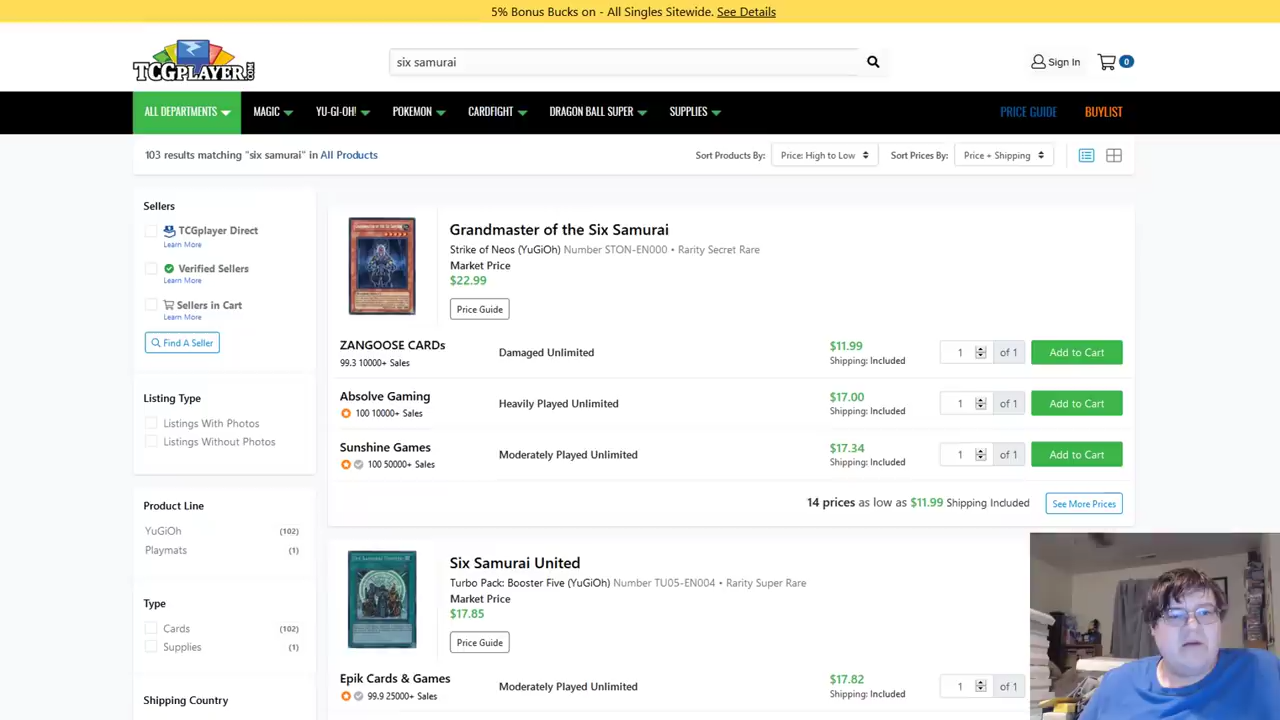 5% Bonus Bucks on - All Singles Sitewide. See Details
TCGPLAYER.COM
six samurai
Sign In
0
ALL DEPARTMENTS
MAGIC
YU-GI-OH!
POKEMON
CARDFIGHT
DRAGON BALL SUPER
SUPPLIES
PRICE GUIDE
BUYLIST
103 results matching "six samurai" in All Products
Sort Products By:
Price: High to Low
Sort Prices By:
Price + Shipping
Sellers
TCGplayer Direct
Learn More
Verified Sellers
Learn More
Sellers in Cart
Learn More
Find A Seller
Listing Type
Listings With Photos
Listings Without Photos
Product Line
YuGiOh (102)
Playmats (1)
Type
Cards (102)
Supplies (1)
Shipping Country
Grandmaster of the Six Samurai
Strike of Neos (YuGiOh) Number STON-EN000 • Rarity Secret Rare
Market Price
$22.99
Price Guide
ZANGOOSE CARDs
99.3 10000+ Sales
Damaged Unlimited
$11.99
Shipping: Included
1 of 1
Add to Cart
Absolve Gaming
100 10000+ Sales
Heavily Played Unlimited
$17.00
Shipping: Included
1 of 1
Add to Cart
Sunshine Games
100 50000+ Sales
Moderately Played Unlimited
$17.34
Shipping: Included
1 of 1
Add to Cart
14 prices as low as $11.99 Shipping Included
See More Prices
Six Samurai United
Turbo Pack: Booster Five (YuGiOh) Number TU05-EN004 • Rarity Super Rare
Market Price
$17.85
Price Guide
Epik Cards & Games
99.9 25000+ Sales
Moderately Played Unlimited
$17.82
Shipping: Included
1 of 1